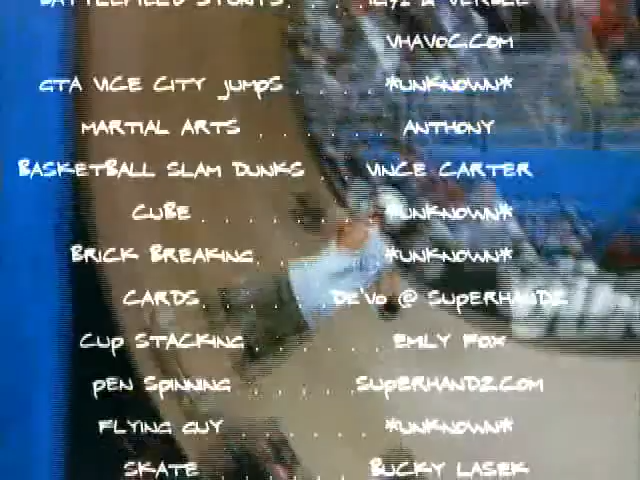 BATTLEFIELD STUNTS . . . .
VHAVOC.COM
GTA VICE CITY JUMPS . . . . *UNKNOWN*
MARTIAL ARTS . . . . . . ANTHONY
BASKETBALL SLAM DUNKS . . . VINCE CARTER
CUBE . . . . . . . . *UNKNOWN*
BRICK BREAKING. . . . . *UNKNOWN*
CARDS. . . . . . DE'VO @ SUPERHANDZ
CUP STACKING . . . . . . . EMILY FOX
PEN SPINNING . . . . . SUPERHANDZ.COM
FLYING GUY . . . . . . . *UNKNOWN*
SKATE . . . . . . . BUCKY LASEK